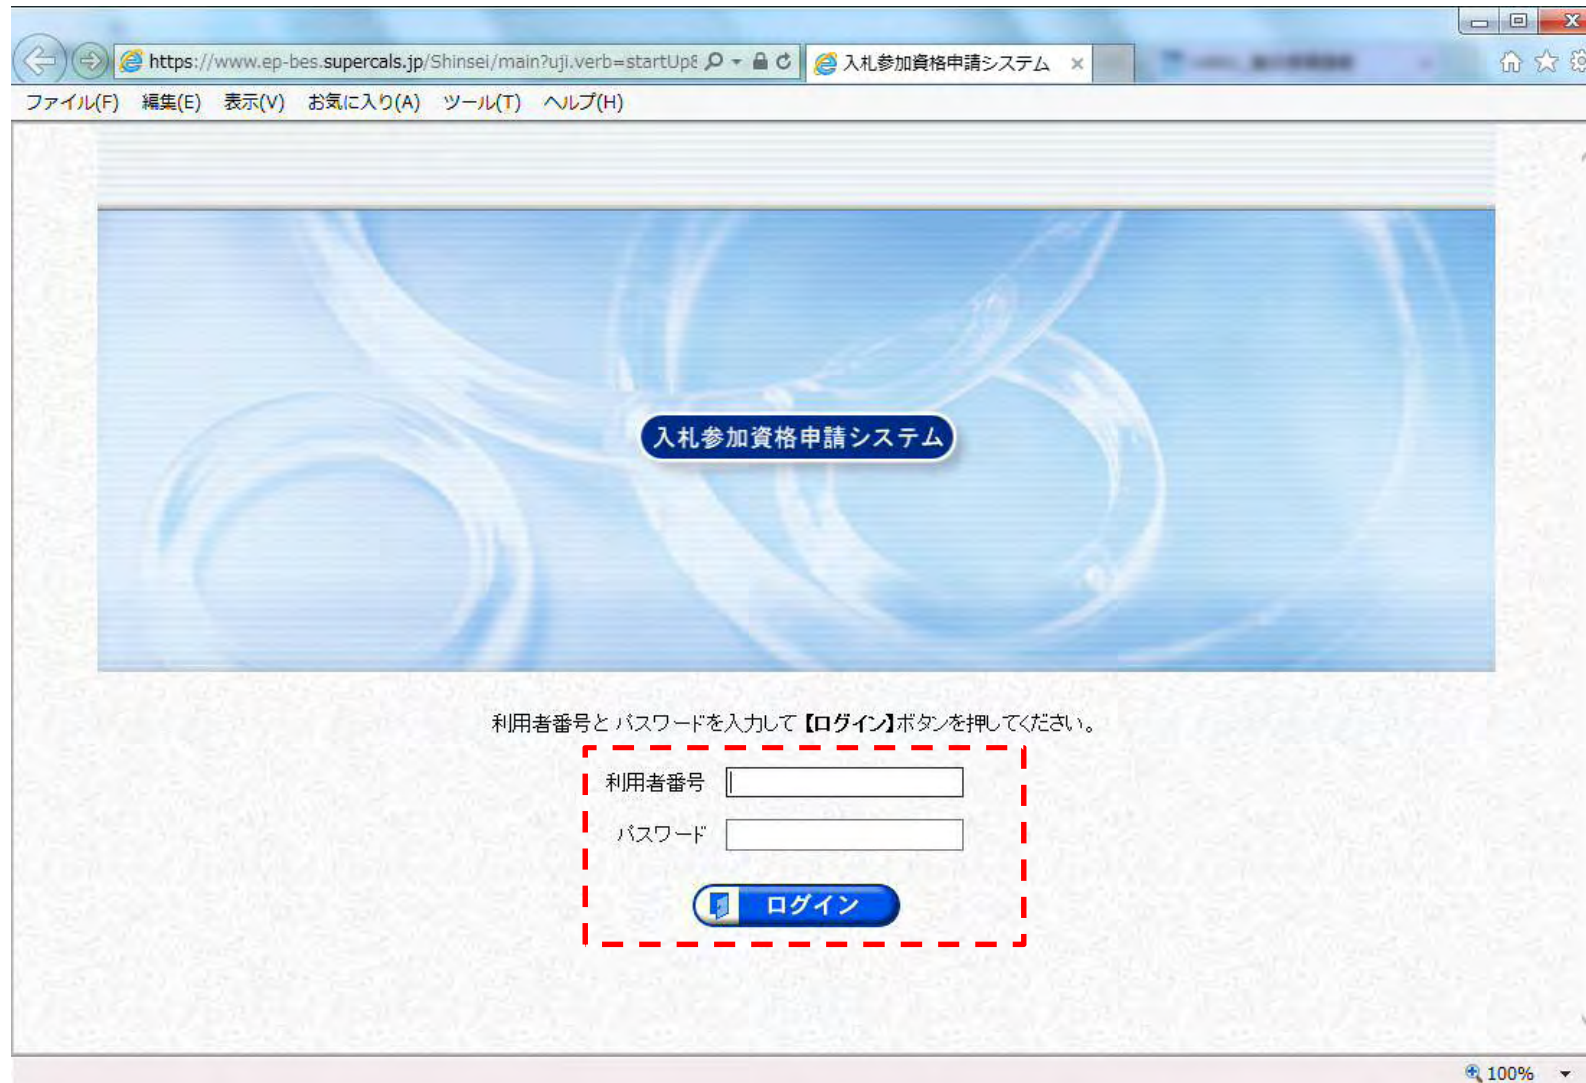 https://www.ep-bes.supercals.jp/Shinsei/main?uji.verb=startUp
入札参加資格申請システム
ファイル(F) 編集(E) 表示(V) お気に入り(A) ツール(T) ヘルプ(H)
入札参加資格申請システム
利用者番号とパスワードを入力して【ログイン】ボタンを押してください。
利用者番号
パスワード
ログイン
100%